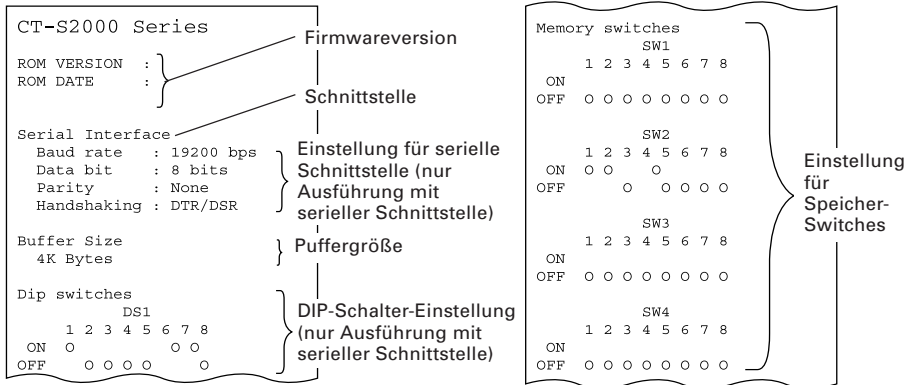 CT-S2000 Series
ROM VERSION :
ROM DATE :
Firmwareversion
Schnittstelle
Serial Interface
Baud rate : 19200 bps
Data bit : 8 bits
Parity : None
Handshaking : DTR/DSR
Einstellung für serielle
Schnittstelle (nur
Ausführung mit
serieller Schnittstelle)
Buffer Size
4K Bytes
Puffergröße
Dip switches
DS1
1 2 3 4 5 6 7 8
ON O O O
OFF O O O O O
DIP-Schalter-Einstellung
(nur Ausführung mit
serieller Schnittstelle)
Memory switches
SW1
1 2 3 4 5 6 7 8
ON
OFF O O O O O O O O
SW2
1 2 3 4 5 6 7 8
ON O O O
OFF O O O O O
SW3
1 2 3 4 5 6 7 8
ON
OFF O O O O O O O O
SW4
1 2 3 4 5 6 7 8
ON
OFF O O O O O O O O
Einstellung
für
Speicher-
Switches